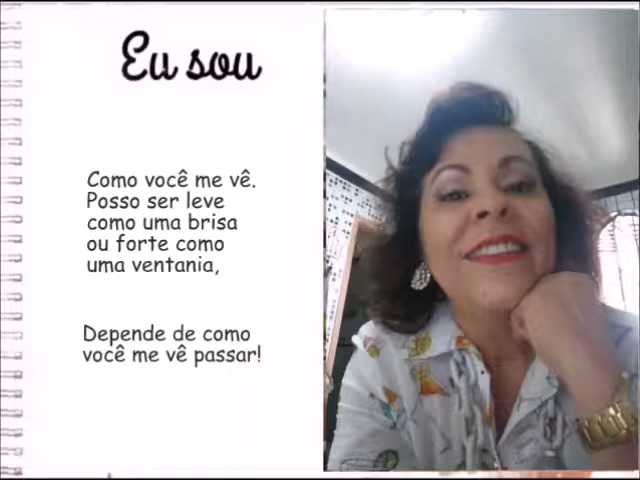 Eu sou
Como você me vê.
Posso ser leve
como uma brisa
ou forte como
uma ventania,
Depende de como
você me vê passar!